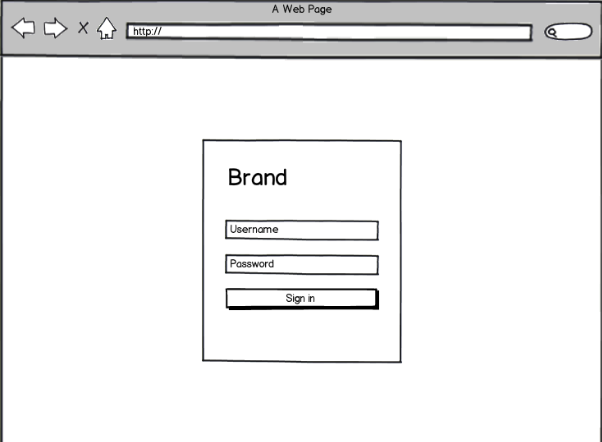 A Web Page
http://
Brand
Username
Password
Sign in